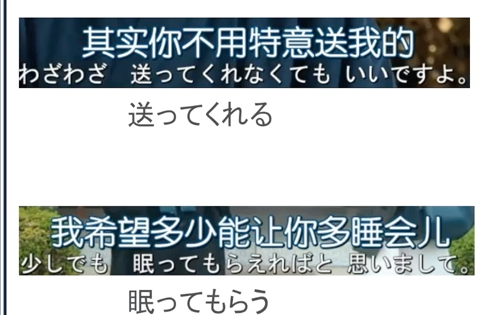 其实你不用特意送我的
わざわざ 送ってくれなくても いいですよ。
送ってくれる
我希望多少能让你多睡会儿
少しでも 眠ってもらえればと 思いまして。
眠ってもらう